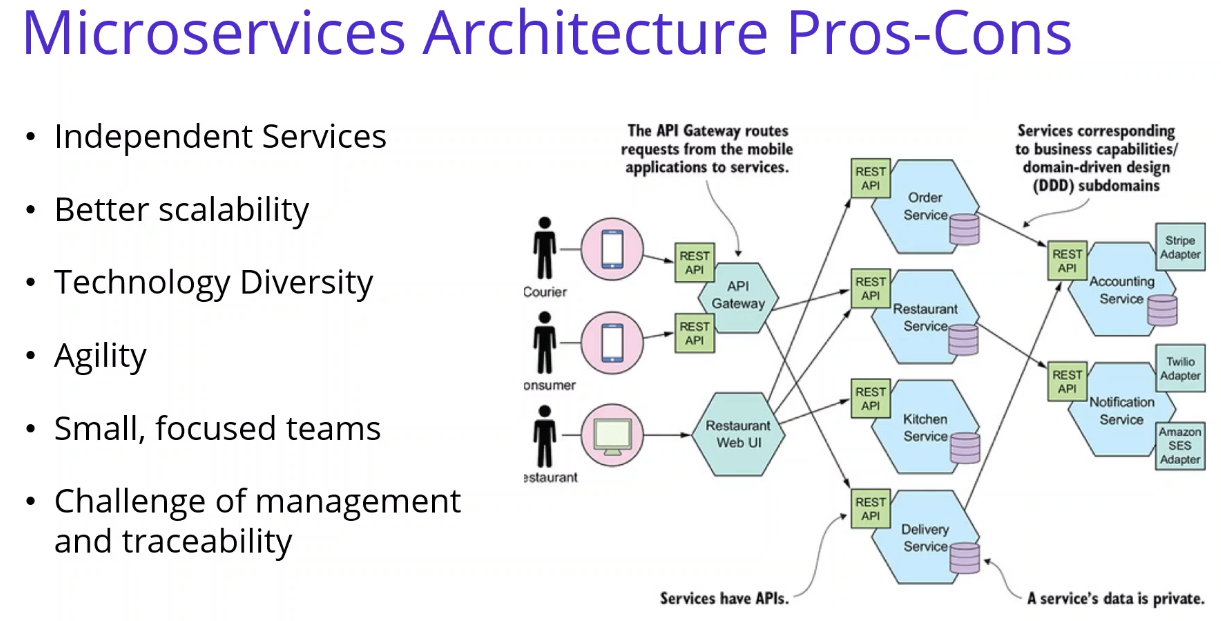 Microservices Architecture Pros-Cons
• Independent Services
• Better scalability
• Technology Diversity
• Agility
• Small, focused teams
• Challenge of management
and traceability
The API Gateway routes
requests from the mobile
applications to services.
Services corresponding
to business capabilities/
domain-driven design
(DDD) subdomains
Courier
onsumer
estaurant
REST
API
REST
API
API
Gateway
Restaurant
Web UI
REST
API
Order
Service
REST
API
Restaurant
Service
REST
API
Kitchen
Service
REST
API
Delivery
Service
REST
API
Accounting
Service
Stripe
Adapter
REST
API
Notification
Service
Twilio
Adapter
Amazon
SES
Adapter
Services have APIs.
A service's data is private.